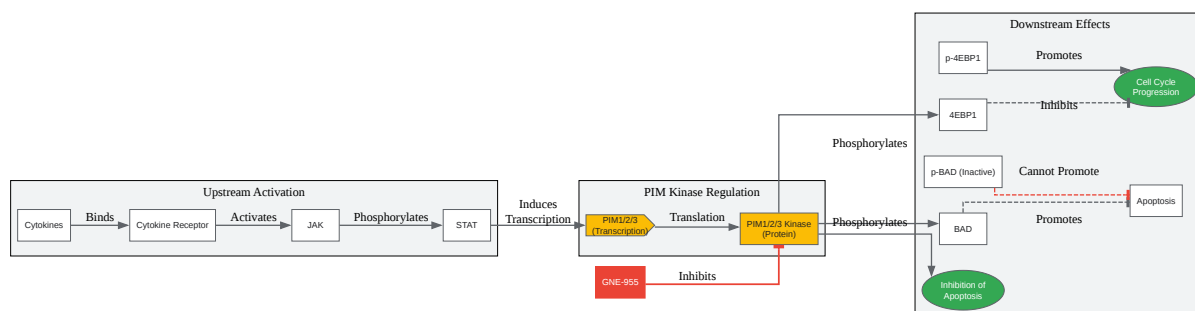 Downstream Effects
p-4EBP1
Promotes
Cell Cycle
Progression
4EBP1
Inhibits
Phosphorylates
p-BAD (Inactive)
Cannot Promote
Apoptosis
Upstream Activation
Cytokines
Binds
Cytokine Receptor
Activates
JAK
Phosphorylates
STAT
Induces
Transcription
PIM Kinase Regulation
PIM1/2/3
(Transcription)
Translation
PIM1/2/3 Kinase
(Protein)
Phosphorylates
BAD
Promotes
GNE-955
Inhibits
Inhibition of
Apoptosis